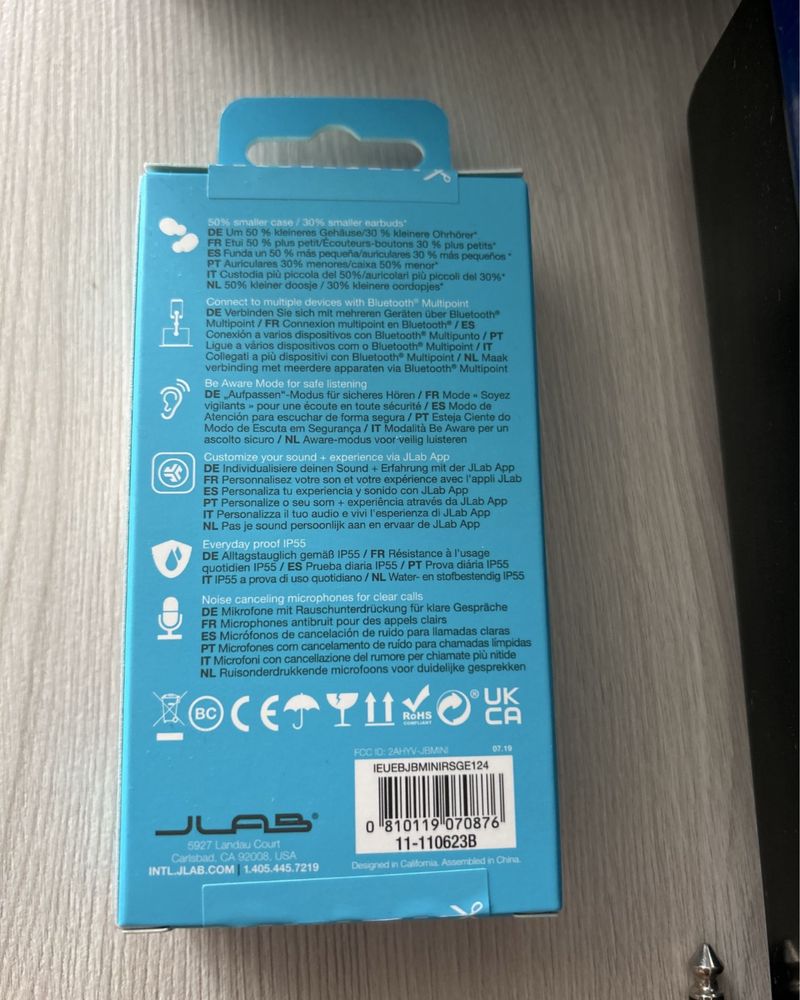 50% smaller case / 30% smaller earbuds*
DE Um 50 % kleineres Gehäuse/30 % kleinere Ohrhörer*
FR Etui 50 % plus petit/Écouteurs-boutons 30 % plus petits*
ES Funda un 50 % más pequeña/auriculares 30 % más pequeños *
PT Auriculares 30% menores/caixa 50% menor*
IT Custodia più piccola del 50%/auricolari più piccoli del 30%*
NL 50% kleiner doosje / 30% kleinere oordopjes*
Connect to multiple devices with Bluetooth® Multipoint
DE Verbinden Sie sich mit mehreren Geräten über Bluetooth®
Multipoint / FR Connexion multipoint en Bluetooth® / ES
Conexión a varios dispositivos con Bluetooth® Multipunto / PT
Ligue a vários dispositivos com o Bluetooth® Multipoint / IT
Collegati a più dispositivi con Bluetooth® Multipoint / NL Maak
verbinding met meerdere apparaten via Bluetooth® Multipoint
Be Aware Mode for safe listening
DE „Aufpassen"-Modus für sicheres Hören / FR Mode « Soyez
vigilants » pour une écoute en toute sécurité / ES Modo de
Atención para escuchar de forma segura / PT Esteja Ciente do
Modo de Escuta em Segurança / IT Modalità Be Aware per un
ascolto sicuro / NL Aware-modus voor veilig luisteren
Customize your sound + experience via JLab App
DE Individualisiere deinen Sound + Erfahrung mit der JLab App
FR Personnalisez votre son et votre expérience avec l'appli JLab
ES Personaliza tu experiencia y sonido con JLab App
PT Personalize o seu som + experiência através da JLab App
IT Personalizza il tuo audio e vivi l'esperienza di JLab App
NL Pas je sound persoonlijk aan en ervaar de JLab App
Everyday proof IP55
DE Alltagstauglich gemäß IP55 / FR Résistance à l'usage
quotidien IP55 / ES Prueba diaria IP55 / PT Prova diária IP55
IT IP55 a prova di uso quotidiano / NL Water- en stofbestendig IP55
Noise canceling microphones for clear calls
DE Mikrofone mit Rauschunterdrückung für klare Gespräche
FR Microphones antibruit pour des appels clairs
ES Micrófonos de cancelación de ruido para llamadas claras
PT Microfones com cancelamento de ruído para chamadas límpidas
IT Microfoni con cancellazione del rumore per chiamate più nitide
NL Ruisonderdrukkende microfoons voor duidelijke gesprekken
BC CE RoHS COMPLIANT ® UK CA
FCC ID: 2AHYV-JBMINI 07.19
IEUEBJBMINIRSGE124
0 810119 070876
11-110623B
JLAB®
5927 Landau Court
Carlsbad, CA 92008, USA
INTL.JLAB.COM | 1.405.445.7219
Designed in California. Assembled in China.